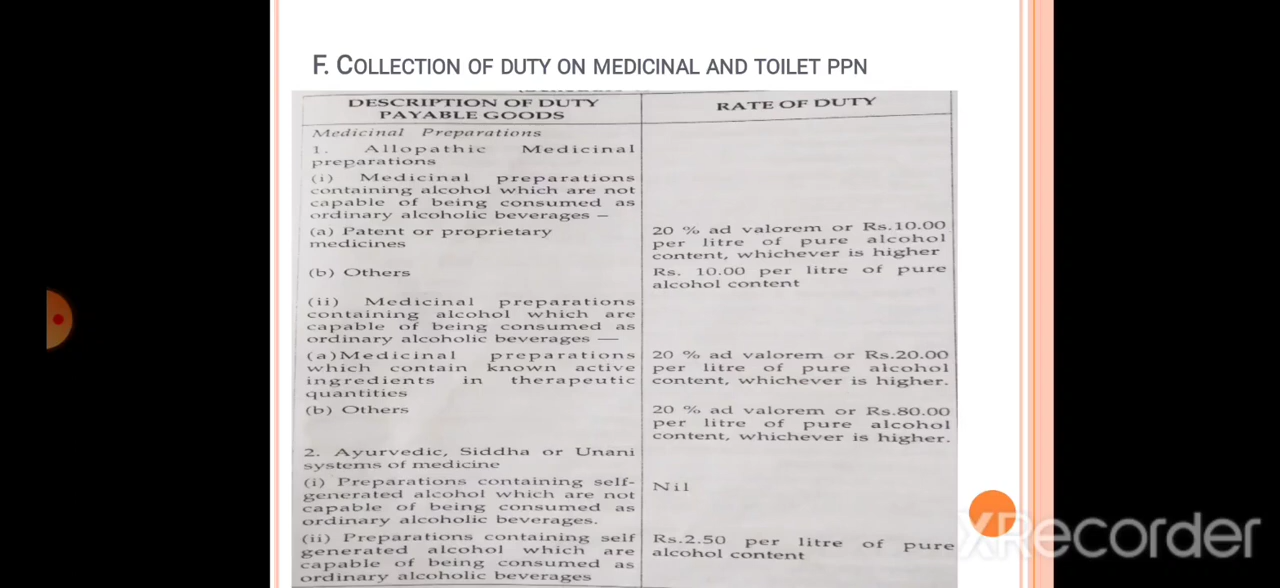 F. COLLECTION OF DUTY ON MEDICINAL AND TOILET PPN
DESCRIPTION OF DUTY
PAYABLE GOODS
RATE OF DUTY
Medicinal Preparations
1. Allopathic Medicinal
preparations
(i) Medicinal preparations
containing alcohol which are not
capable of being consumed as
ordinary alcoholic beverages –
(a) Patent or proprietary
medicines
20 % ad valorem or Rs.10.00
per litre of pure alcohol
content, whichever is higher
(b) Others
Rs. 10.00 per litre of pure
alcohol content
(ii) Medicinal preparations
containing alcohol which are
capable of being consumed as
ordinary alcoholic beverages —
(a)Medicinal preparations
which contain known active
ingredients in therapeutic
quantities
20 % ad valorem or Rs.20.00
per litre of pure alcohol
content, whichever is higher.
(b) Others
20 % ad valorem or Rs.80.00
per litre of pure alcohol
content, whichever is higher.
2. Ayurvedic, Siddha or Unani
systems of medicine
(i) Preparations containing self-
generated alcohol which are not
capable of being consumed as
ordinary alcoholic beverages.
Nil
(ii) Preparations containing self
generated alcohol which are
capable of being consumed as
ordinary alcoholic beverages
Rs.2.50 per litre of pure
alcohol content
XRecorder